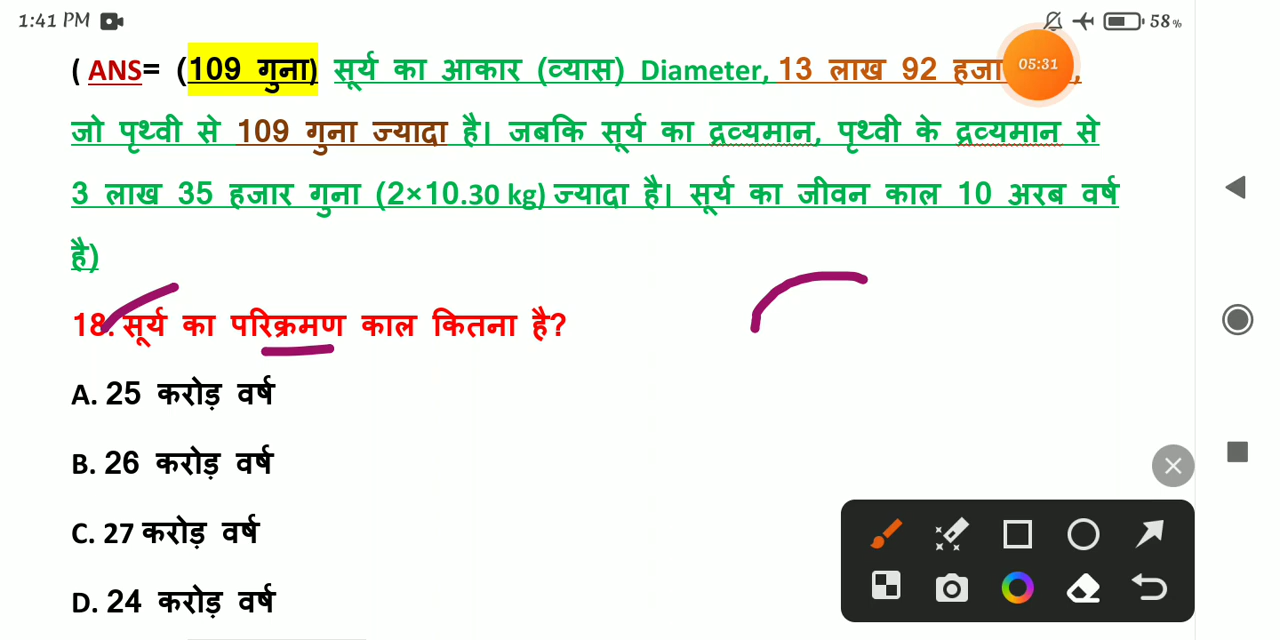 1:41 PM 58%
( ANS= (109 गुना) सूर्य का आकार (व्यास) Diameter, 13 लाख 92 05:31
जो पृथ्वी से 109 गुना ज्यादा है। जबकि सूर्य का द्रव्यमान, पृथ्वी के द्रव्यमान से
3 लाख 35 हजार गुना (2×10.30 kg) ज्यादा है। सूर्य का जीवन काल 10 अरब वर्ष
है)
18. सूर्य का परिक्रमण काल कितना है?
A. 25 करोड़ वर्ष
B. 26 करोड़ वर्ष
C. 27 करोड़ वर्ष
D. 24 करोड़ वर्ष